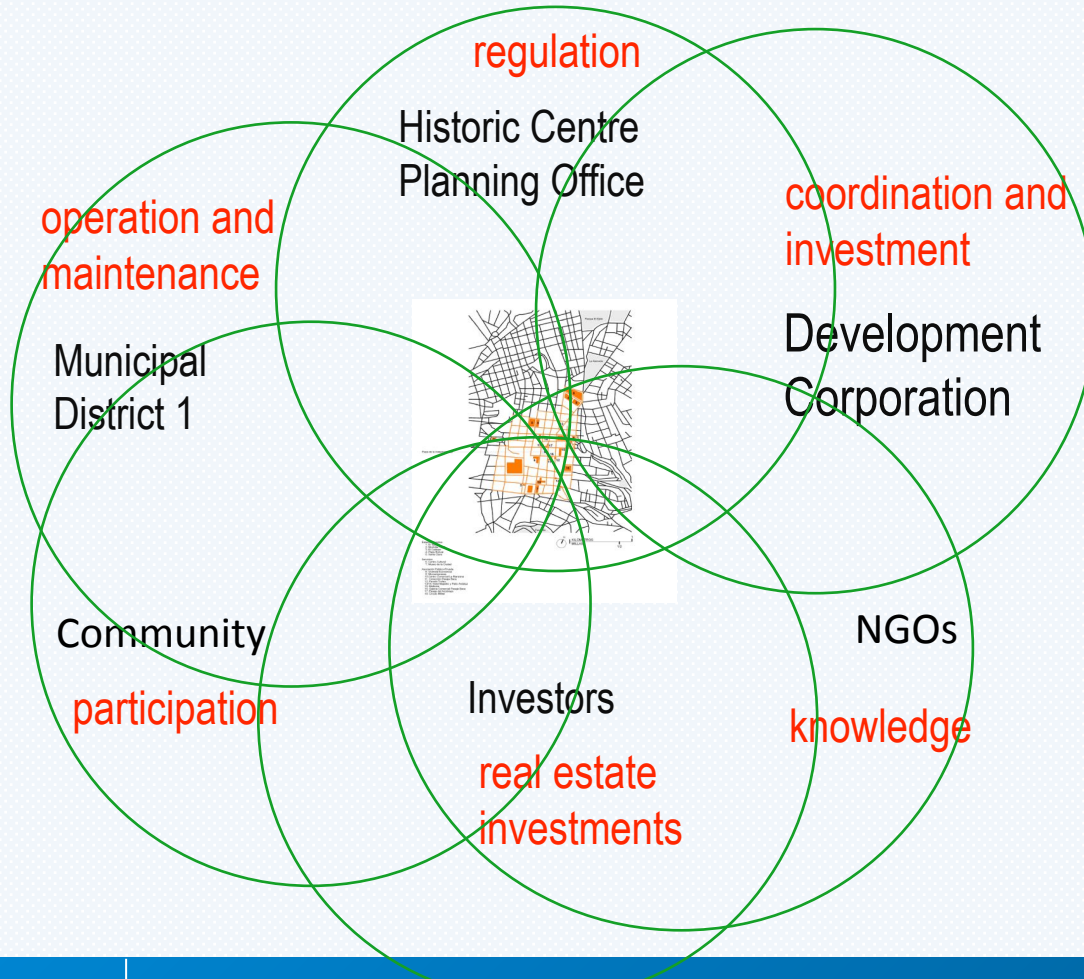 regulation
Historic Centre
Planning Office
coordination and
investment
Development
Corporation
operation and
maintenance
Municipal
District 1
Community
participation
Investors
real estate
investments
NGOs
knowledge